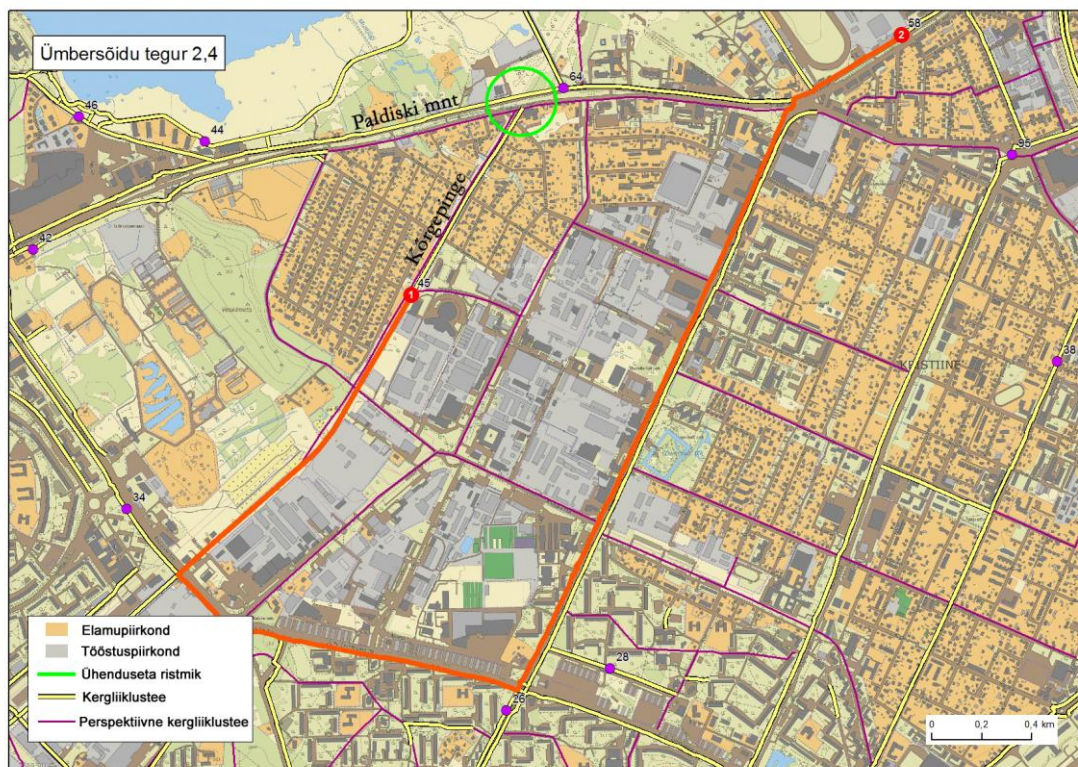 Ümbersõidu tegur 2,4
58
2
64
46
Paldiski mnt
44
95
42
Kõrgepinge
45
1
38
34
28
26
Elamupiirkond
Tööstuspiirkond
Ühenduseta ristmik
Kergliiklustee
Perspektiivne kergliiklustee
0 0,2 0,4 km